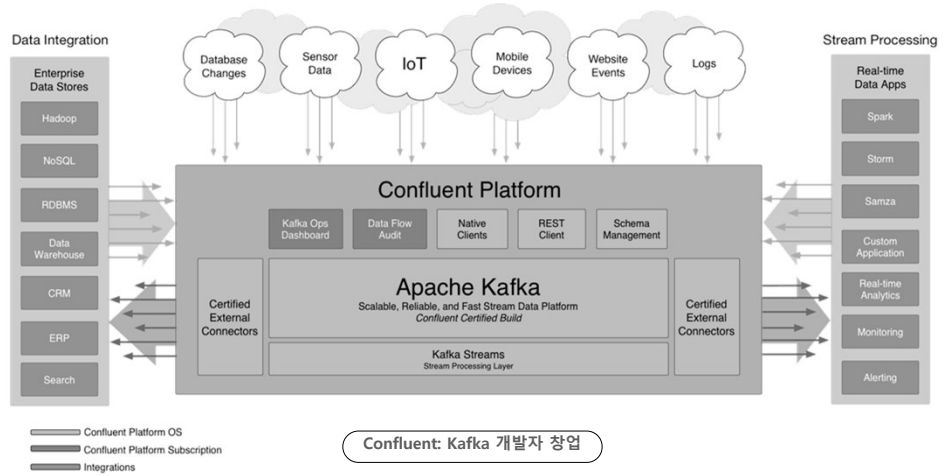 Data Integration
Stream Processing
Database
Changes
Sensor
Data
IoT
Mobile
Devices
Website
Events
Logs
Enterprise
Data Stores
Hadoop
NoSQL
RDBMS
Data
Warehouse
CRM
ERP
Search
Confluent Platform
Kafka Ops
Dashboard
Data Flow
Audit
Native
Clients
REST
Client
Schema
Management
Certified
External
Connectors
Apache Kafka
Scalable, Reliable, and Fast Stream Data Platform
Confluent Certified Build
Kafka Streams
Stream Processing Layer
Certified
External
Connectors
Real-time
Data Apps
Spark
Storm
Samza
Custom
Application
Real-time
Analytics
Monitoring
Alerting
Confluent Platform OS
Confluent Platform Subscription
Integrations
Confluent: Kafka 개발자 창업